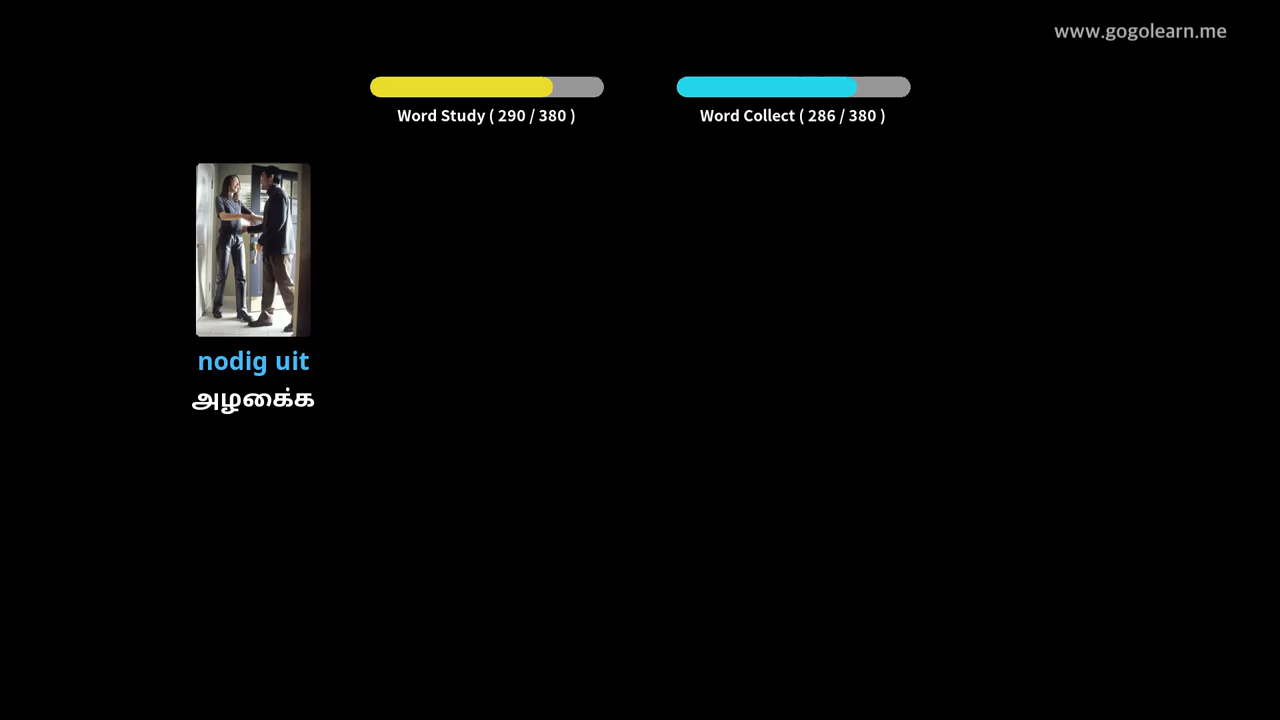 www.gogolearn.me
Word Study ( 290 / 380 )
Word Collect ( 286 / 380 )
nodig uit
அழைக்க